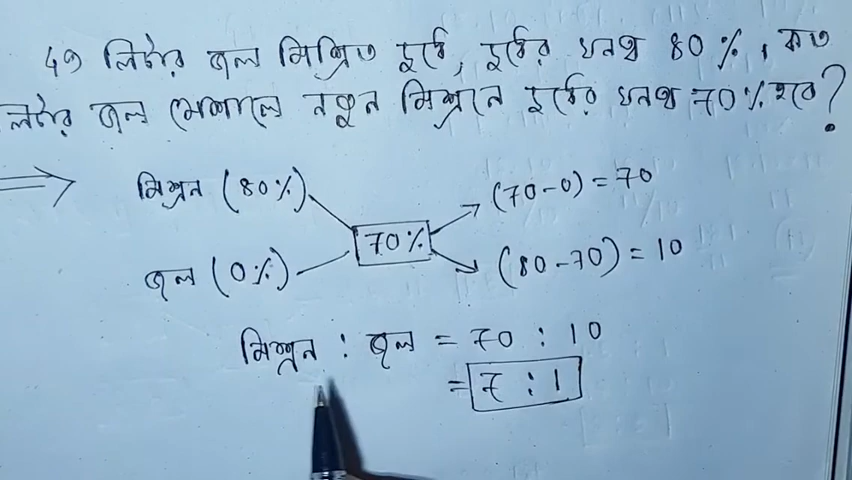 লিটার জল মিশ্রিত দুধে, দুধের ঘনত্ব 80%, কত
লিটার জল মেশালে নতুন মিশ্রনে দুধের ঘনত্ব 70% হবে?
মিশ্রন (80%) (70-0) = 70
70%
জল (0%) (80-70) = 10
মিশ্রন : জল = 70 : 10
= 7 : 1